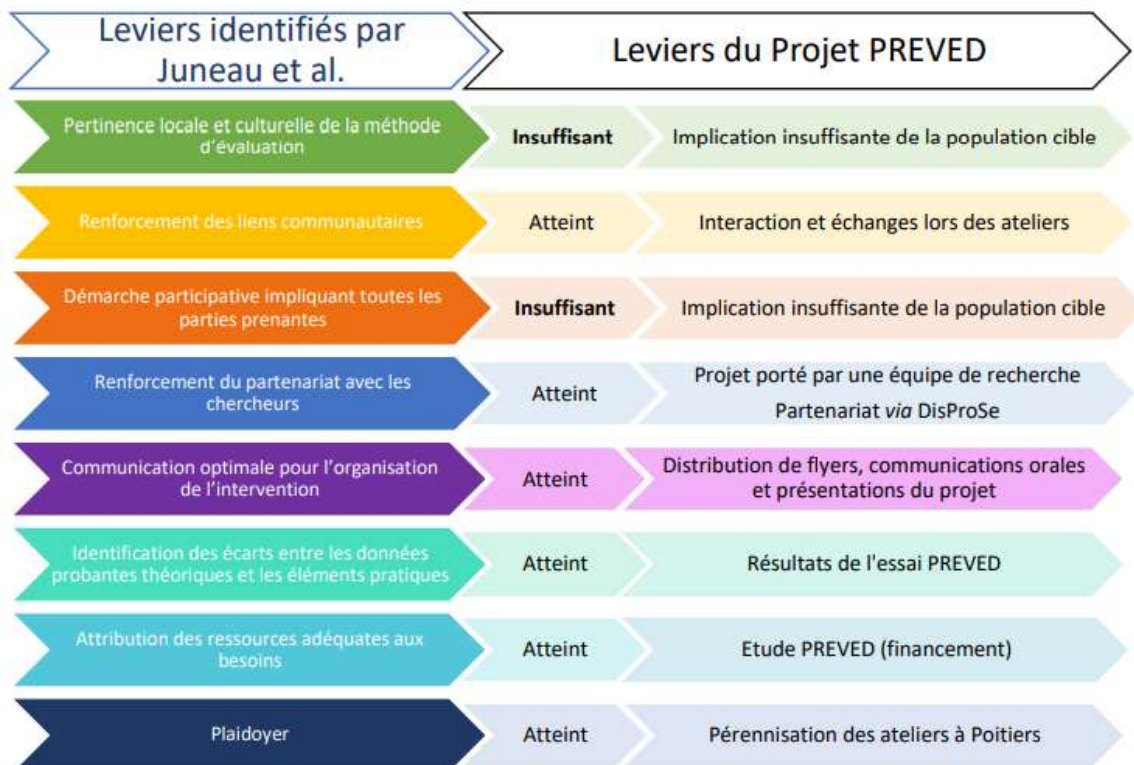 Leviers identifiés par
Juneau et al.
Leviers du Projet PREVED
Pertinence locale et culturelle de la méthode
d'évaluation
Insuffisant
Implication insuffisante de la population cible
Renforcement des liens communautaires
Atteint
Interaction et échanges lors des ateliers
Démarche participative impliquant toutes les
parties prenantes
Insuffisant
Implication insuffisante de la population cible
Renforcement du partenariat avec les
chercheurs
Atteint
Projet porté par une équipe de recherche
Partenariat via DisProSe
Communication optimale pour l'organisation
de l'intervention
Atteint
Distribution de flyers, communications orales
et présentations du projet
Identification des écarts entre les données
probantes théoriques et les éléments pratiques
Atteint
Résultats de l'essai PREVED
Attribution des ressources adéquates aux
besoins
Atteint
Etude PREVED (financement)
Plaidoyer
Atteint
Pérennisation des ateliers à Poitiers